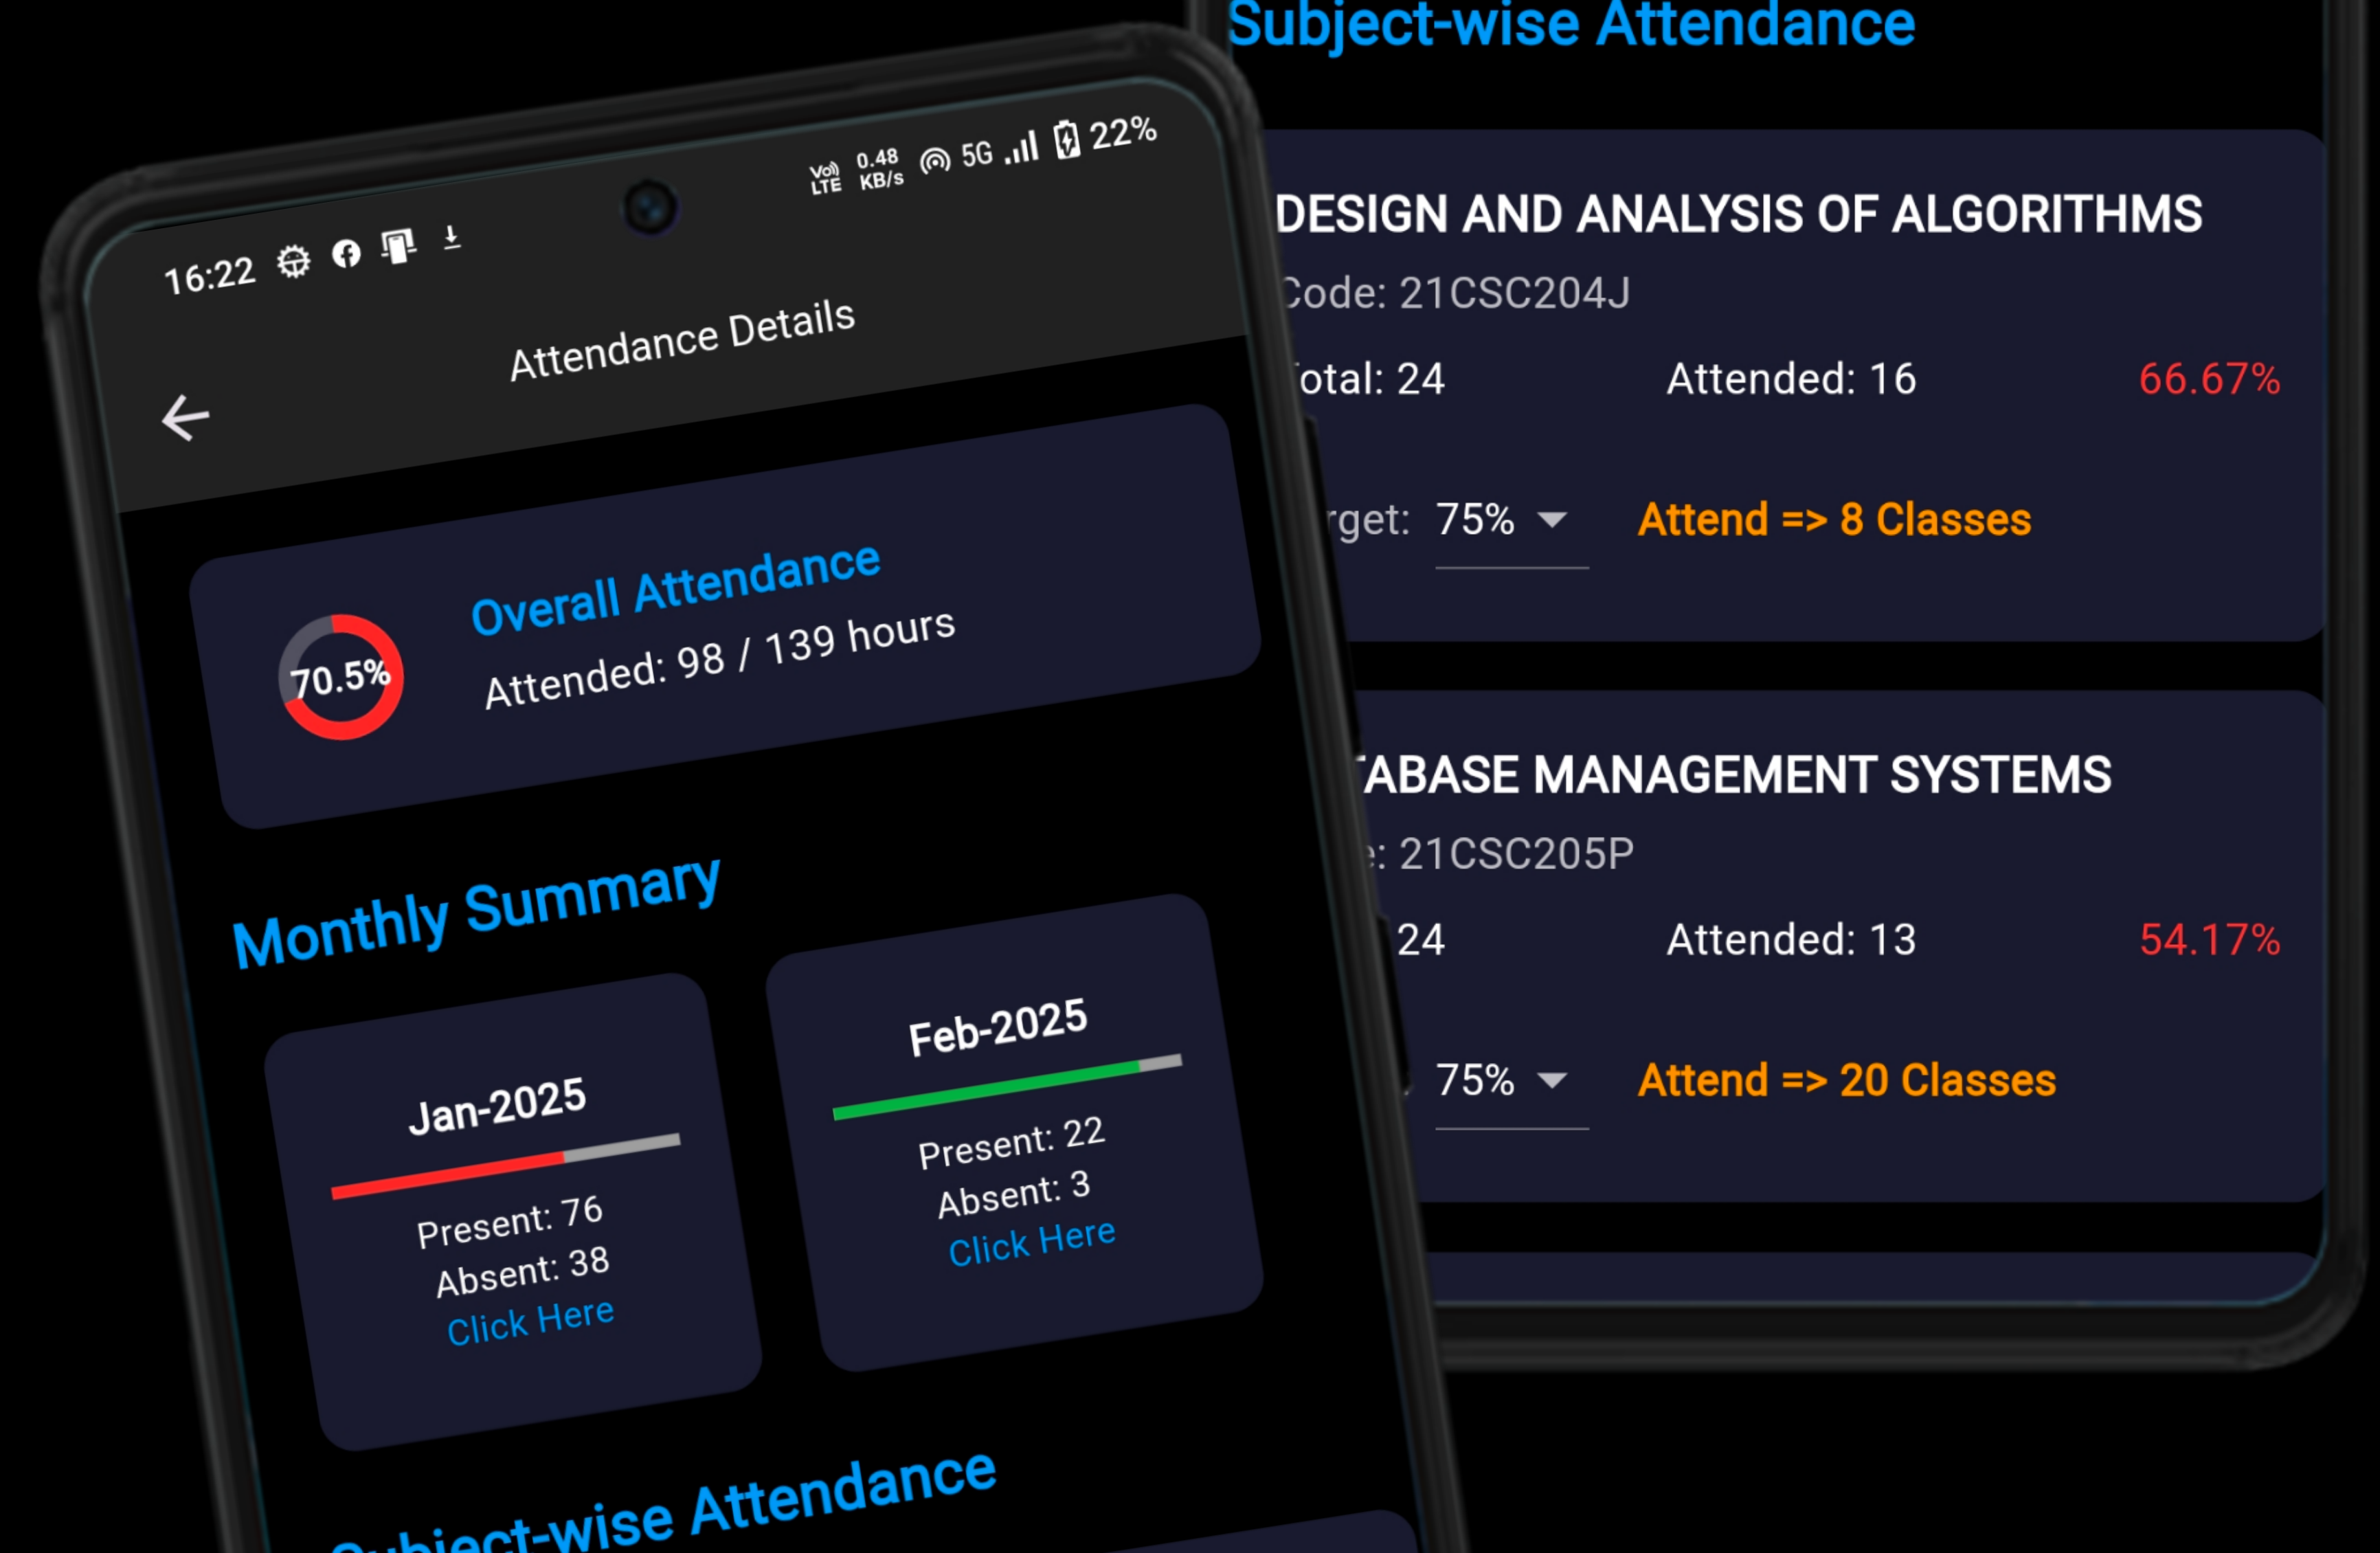 16:22
Vo) LTE
0.48 KB/s
5G
22%
Attendance Details
70.5%
Overall Attendance
Attended: 98 / 139 hours
Monthly Summary
Jan-2025
Present: 76
Absent: 38
Click Here
Feb-2025
Present: 22
Absent: 3
Click Here
Subject-wise Attendance
Subject-wise Attendance
DESIGN AND ANALYSIS OF ALGORITHMS
Code: 21CSC204J
otal: 24
Attended: 16
66.67%
rget: 75%
Attend => 8 Classes
TABASE MANAGEMENT SYSTEMS
e: 21CSC205P
24
Attended: 13
54.17%
75%
Attend => 20 Classes